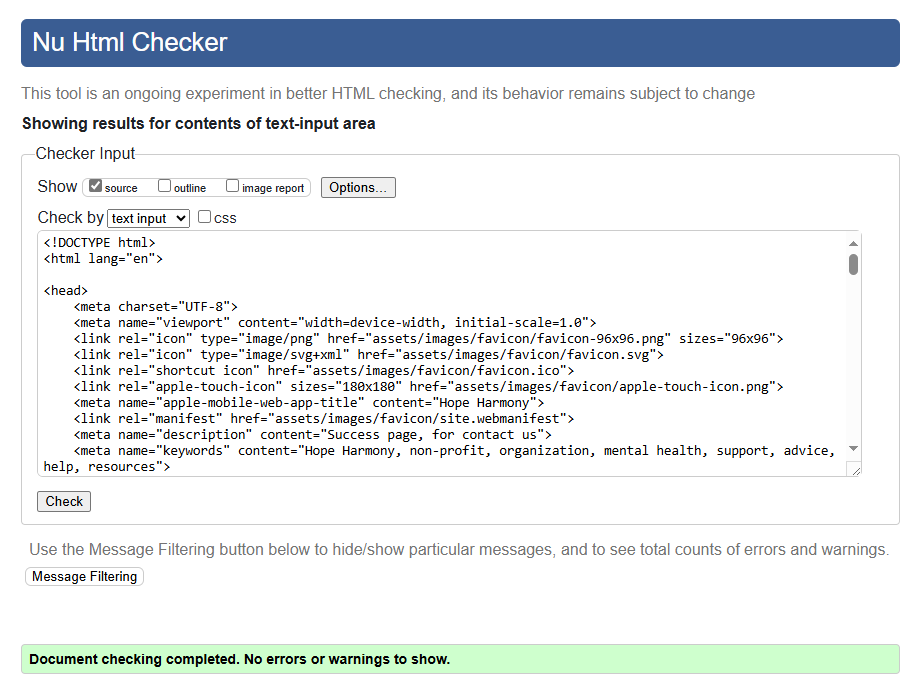 Nu Html Checker
This tool is an ongoing experiment in better HTML checking, and its behavior remains subject to change
Showing results for contents of text-input area
Checker Input
Show source outline image report Options...
Check by text input css
<!DOCTYPE html>
<html lang="en">
<head>
<meta charset="UTF-8">
<meta name="viewport" content="width=device-width, initial-scale=1.0">
<link rel="icon" type="image/png" href="assets/images/favicon/favicon-96x96.png" sizes="96x96">
<link rel="icon" type="image/svg+xml" href="assets/images/favicon/favicon.svg">
<link rel="shortcut icon" href="assets/images/favicon/favicon.ico">
<link rel="apple-touch-icon" sizes="180x180" href="assets/images/favicon/apple-touch-icon.png">
<meta name="apple-mobile-web-app-title" content="Hope Harmony">
<link rel="manifest" href="assets/images/favicon/site.webmanifest">
<meta name="description" content="Success page, for contact us">
<meta name="keywords" content="Hope Harmony, non-profit, organization, mental health, support, advice,
help, resources">
Check
Use the Message Filtering button below to hide/show particular messages, and to see total counts of errors and warnings.
Message Filtering
Document checking completed. No errors or warnings to show.